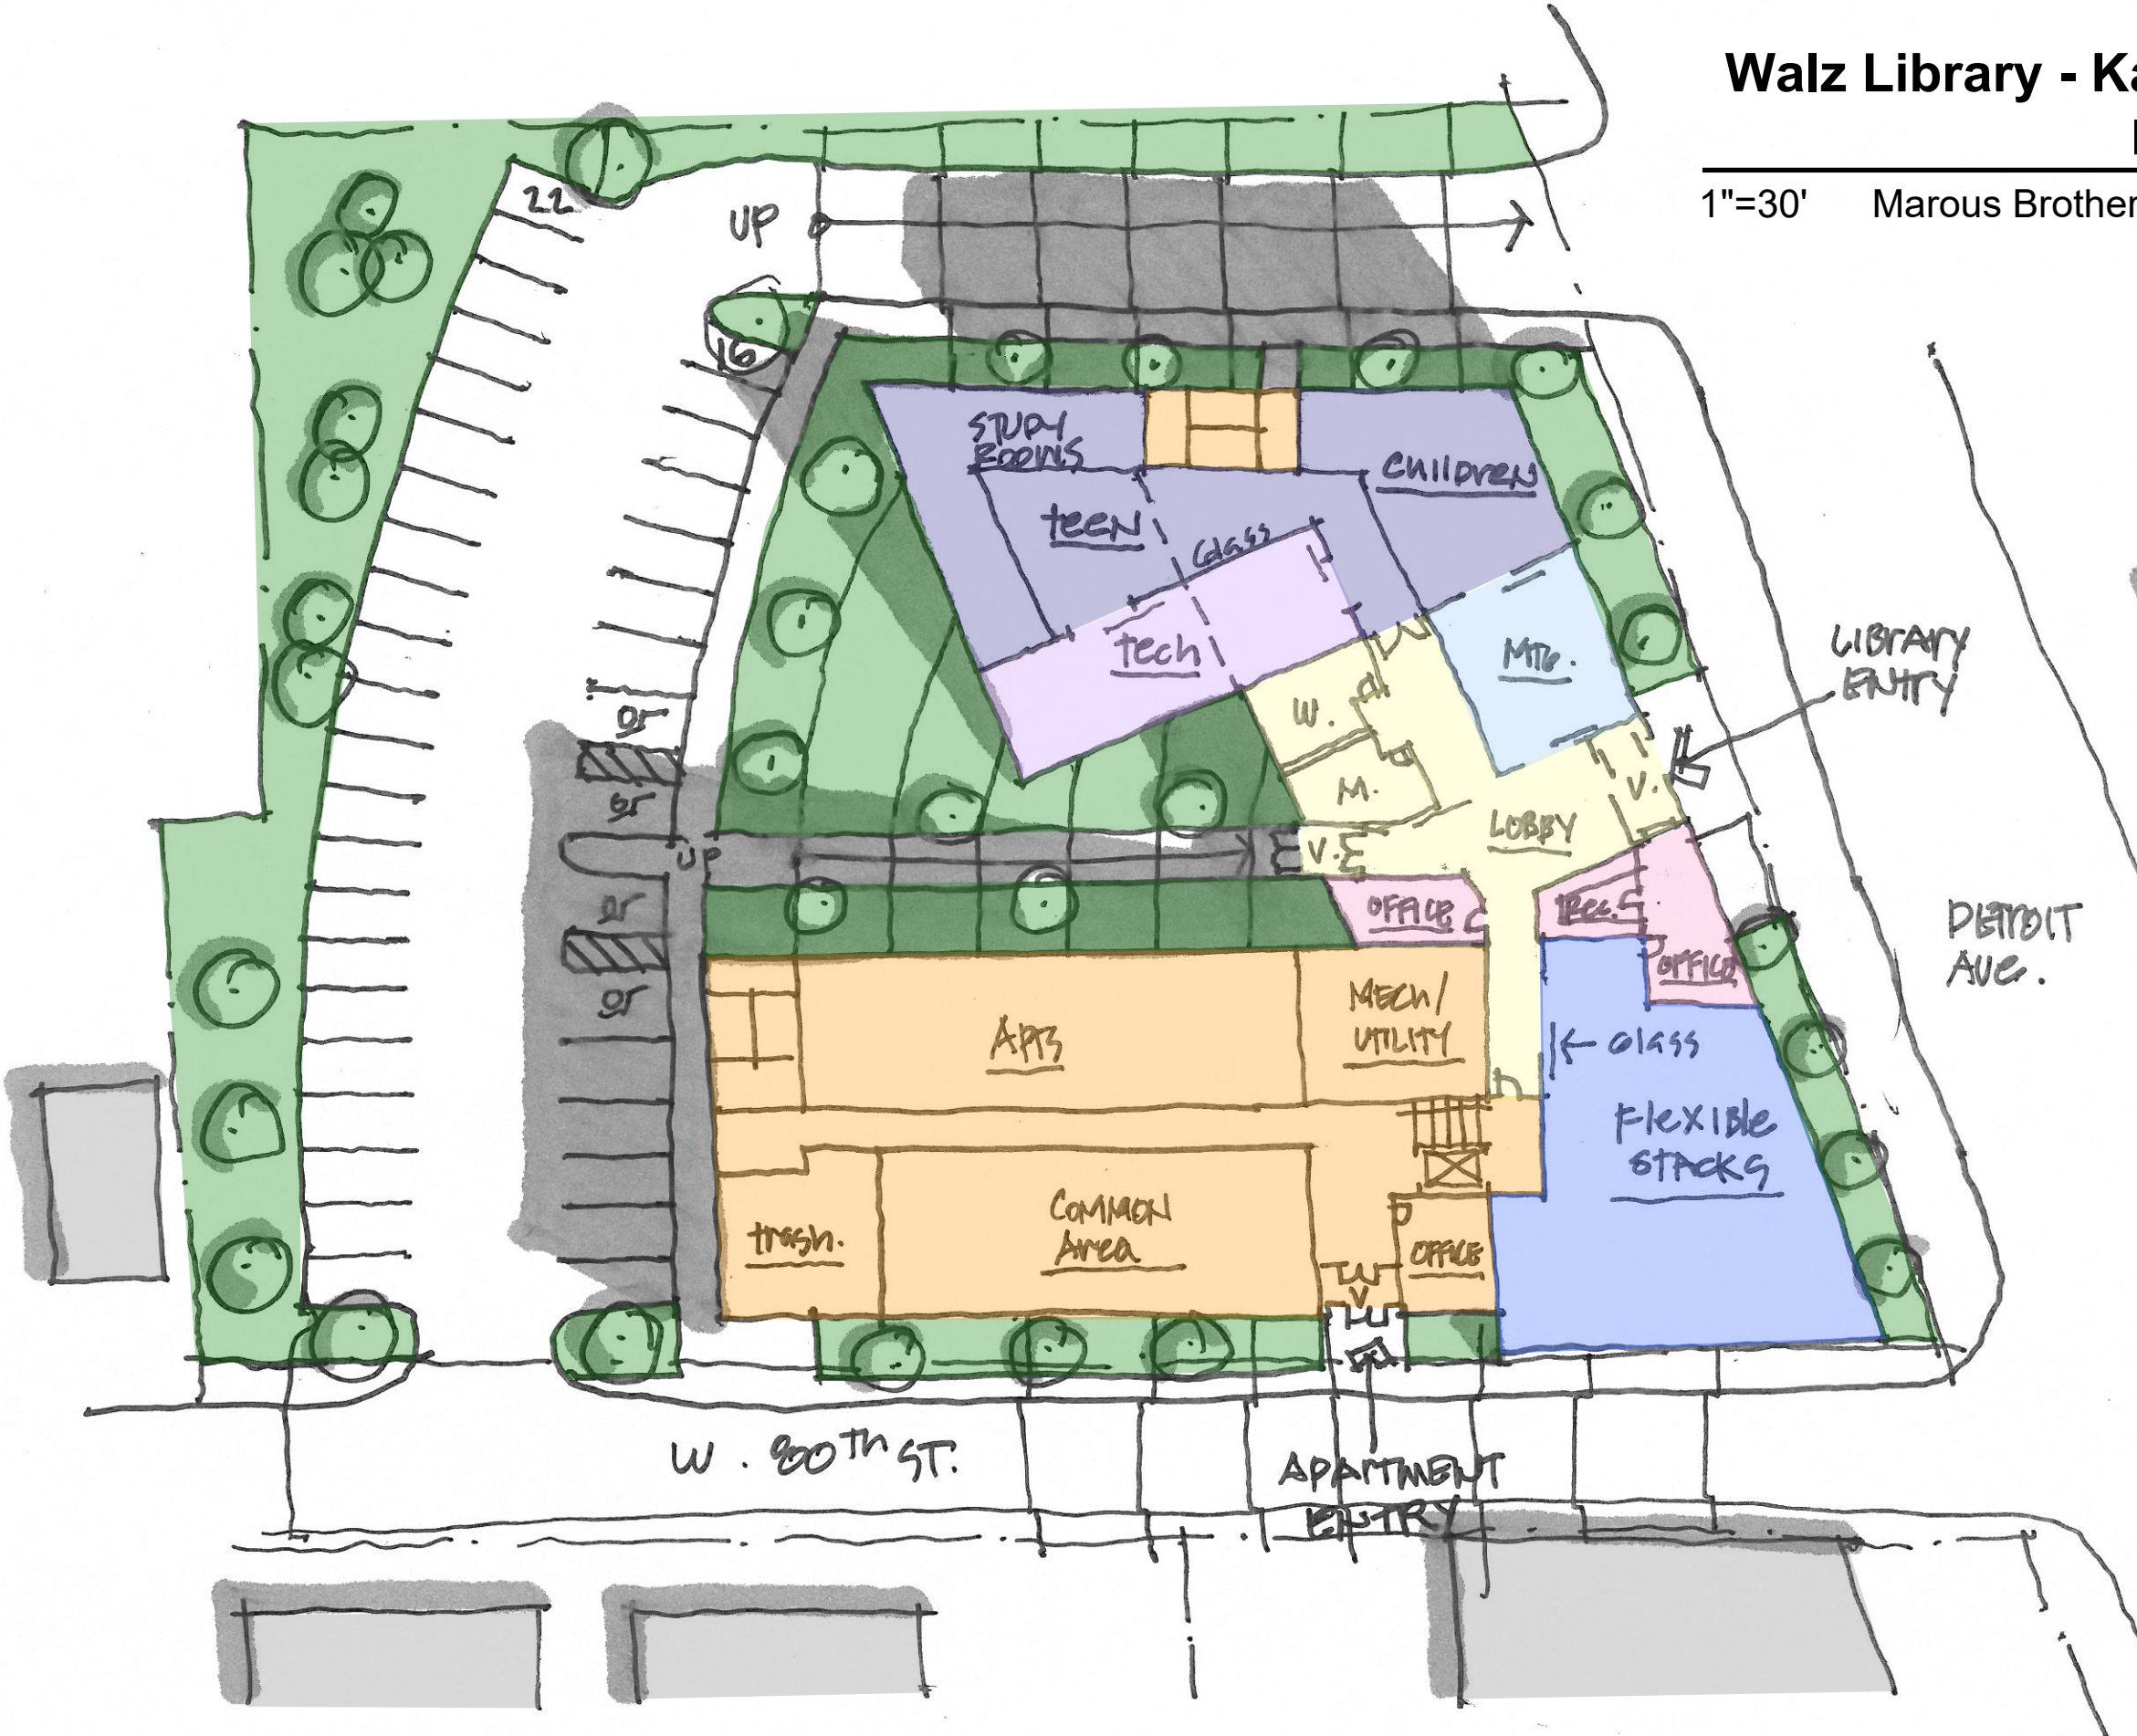 Walz Library - Ka
1"=30' Marous Brother
22
UP
16
STUDY
ROOMS
CHILDREN
TEEN
Glass
Tech
MTG.
LIBRARY
ENTRY
W.
M.
V.
LOBBY
UP
V.
OFFICE
Rec.
OFFICE
DETROIT
AVE.
APTS
MECH/
UTILITY
← Glass
Flexible
STACKS
COMMON
Area
trash.
OFFICE
V
W. 80th ST.
APARTMENT
ENTRY